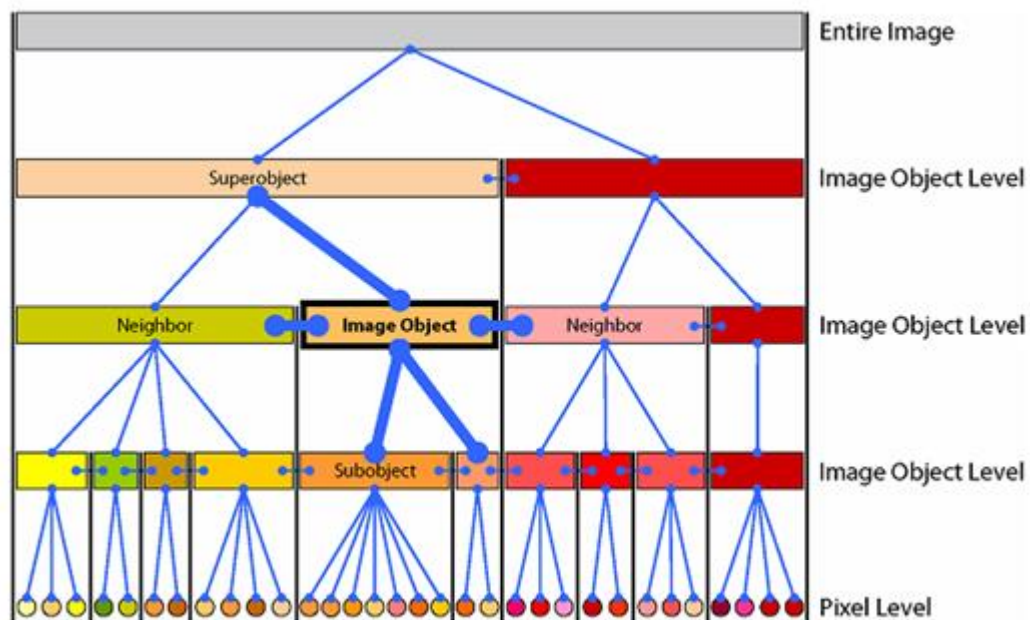 Entire Image
Superobject
Image Object Level
Neighbor
Image Object
Neighbor
Image Object Level
Subobject
Image Object Level
Pixel Level